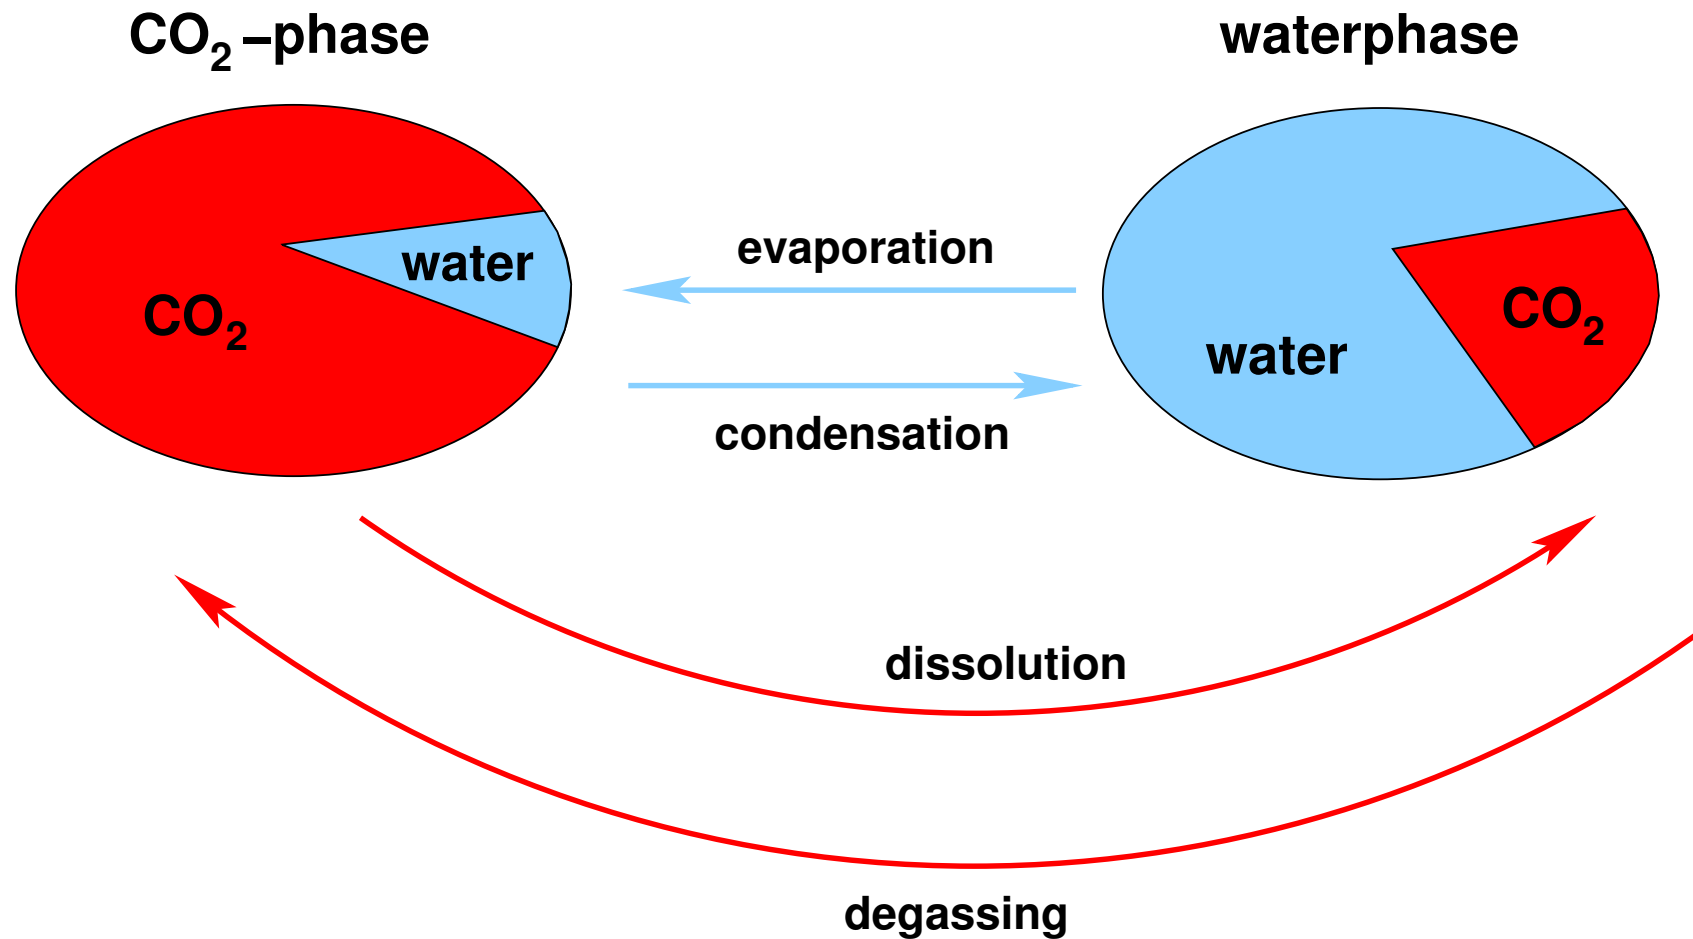 CO₂ –phase
waterphase
evaporation
water
CO₂
CO₂
water
condensation
dissolution
degassing